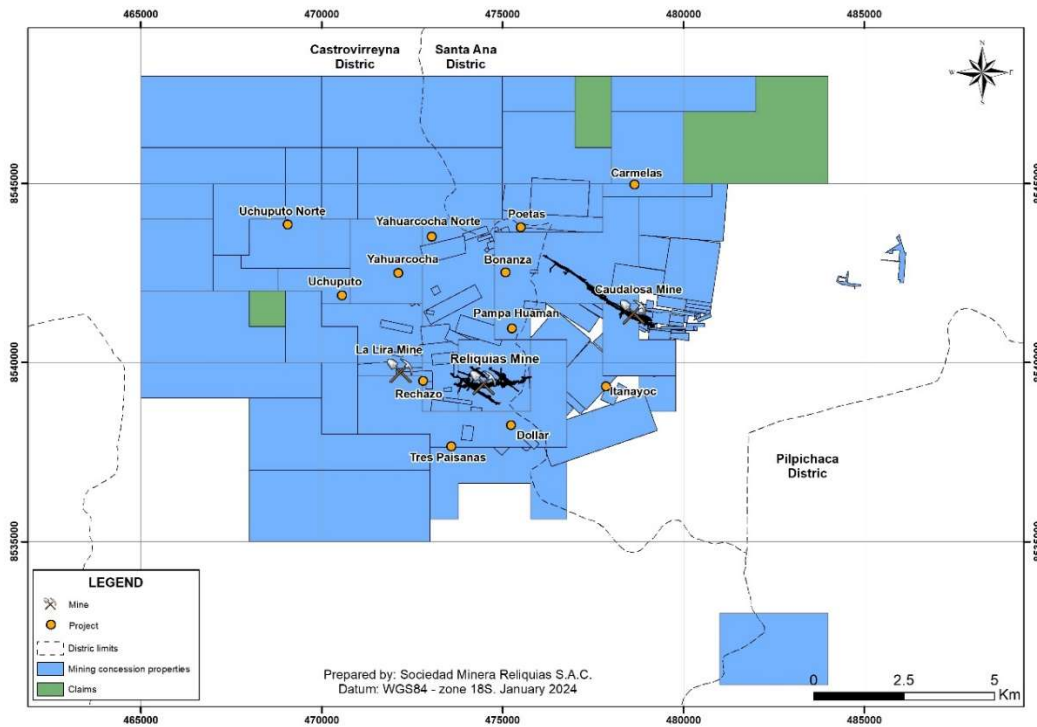 465000 470000 475000 480000 485000
Castrovirreyna
Distric
Santa Ana
Distric
N
W E
S
8545000
8545000
Carmelas
Uchuputo Norte
Yahuarcocha Norte
Poetas
Yahuarcocha
Bonanza
Uchuputo
Caudalosa Mine
Pampa Huaman
8540000
8540000
La Lira Mine
Reliquias Mine
Rechazo
Itanayoc
Dollar
Tres Paisanas
Pilpichaca
Distric
8535000
8535000
LEGEND
Mine
Project
Distric limits
Mining concession properties
Claims
Prepared by: Sociedad Minera Reliquias S.A.C.
Datum: WGS84 - zone 18S. January 2024
0 2.5 5
Km
465000 470000 475000 480000 485000